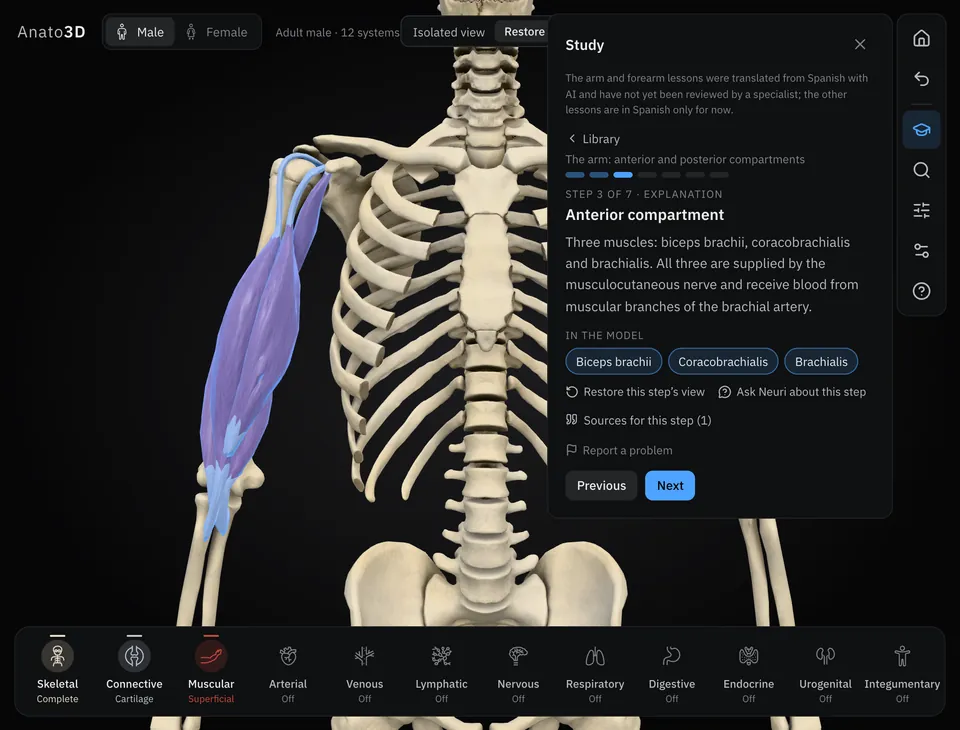 Anato3D
Male
Female
Adult male · 12 systems
Isolated view
Restore
Study
The arm and forearm lessons were translated from Spanish with
AI and have not yet been reviewed by a specialist; the other
lessons are in Spanish only for now.
Library
The arm: anterior and posterior compartments
STEP 3 OF 7 · EXPLANATION
Anterior compartment
Three muscles: biceps brachii, coracobrachialis
and brachialis. All three are supplied by the
musculocutaneous nerve and receive blood from
muscular branches of the brachial artery.
IN THE MODEL
Biceps brachii
Coracobrachialis
Brachialis
Restore this step's view
Ask Neuri about this step
Sources for this step (1)
Report a problem
Previous
Next
Skeletal
Complete
Connective
Cartilage
Muscular
Superficial
Arterial
Off
Venous
Off
Lymphatic
Off
Nervous
Off
Respiratory
Off
Digestive
Off
Endocrine
Off
Urogenital
Off
Integumentary
Off